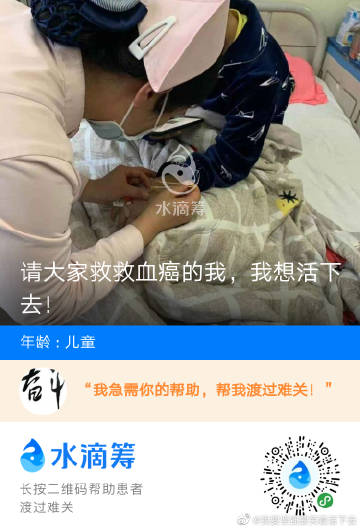 水滴筹
请大家救救血癌的我，我想活下
去！
年龄：儿童
奋斗
“我急需你的帮助，帮我渡过难关！”
水滴筹
长按二维码帮助患者
渡过难关